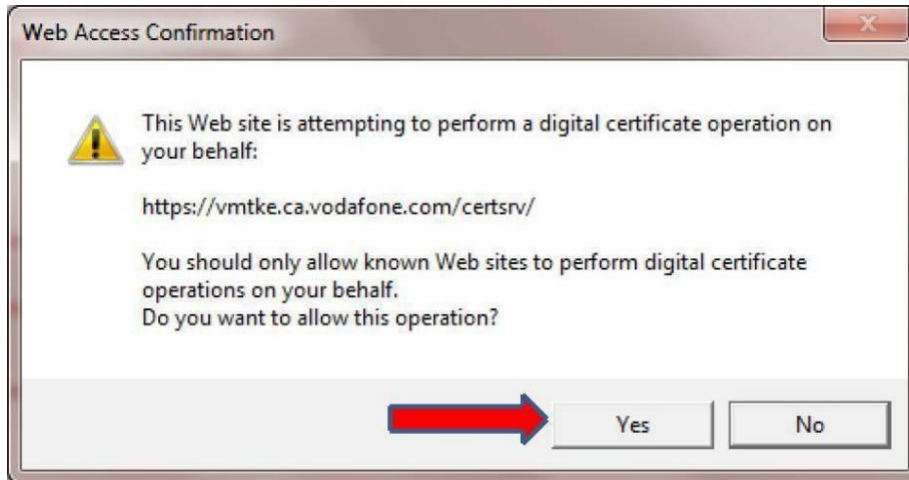 Web Access Confirmation
This Web site is attempting to perform a digital certificate operation on
your behalf:
https://vmtke.ca.vodafone.com/certsrv/
You should only allow known Web sites to perform digital certificate
operations on your behalf.
Do you want to allow this operation?
Yes
No